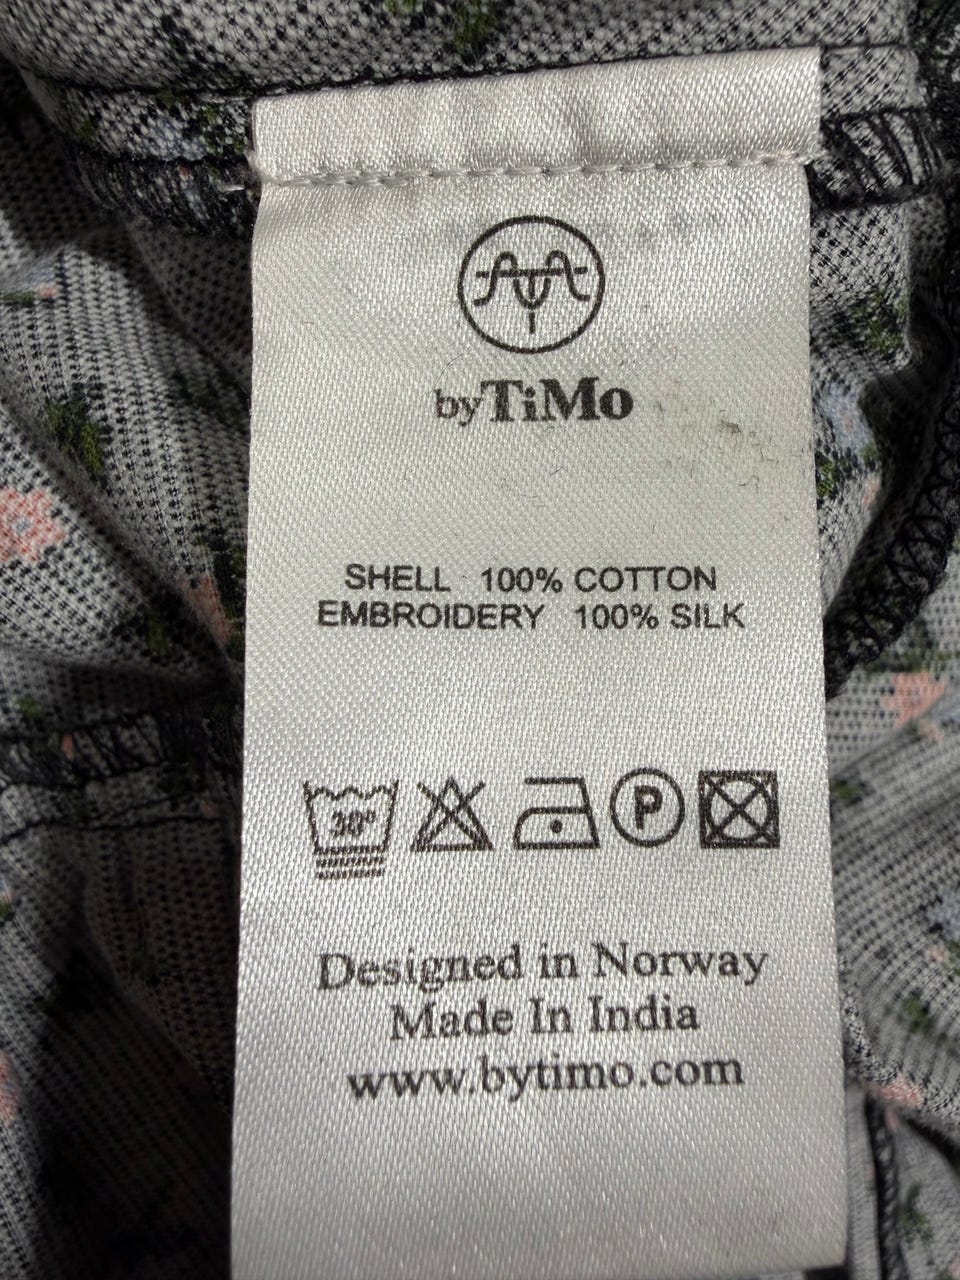 byTiMo
SHELL 100% COTTON
EMBROIDERY 100% SILK
30°
P
Designed in Norway
Made In India
www.bytimo.com